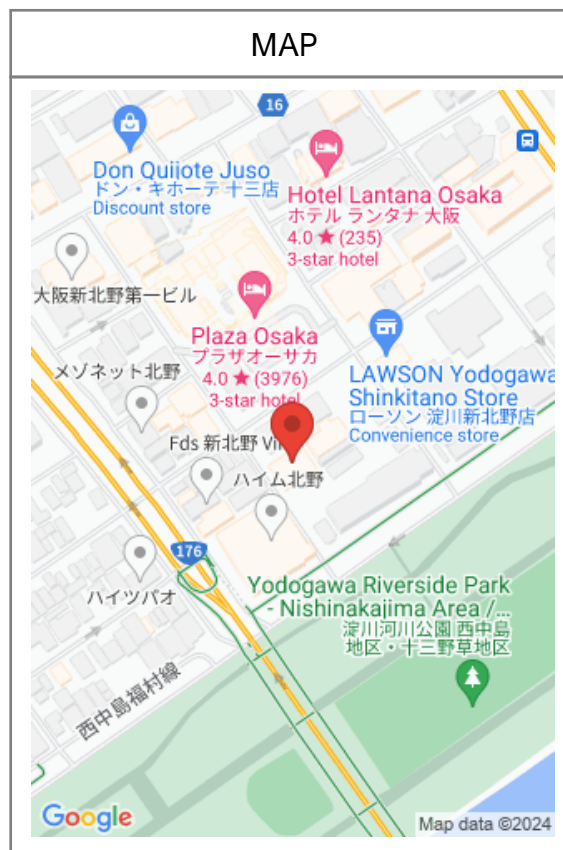 MAP
16
Don Quijote Juso
ドン・キホーテ 十三店
Discount store
Hotel Lantana Osaka
ホテル ランタナ 大阪
4.0 ★ (235)
3-star hotel
大阪新北野第一ビル
Plaza Osaka
プラザオーサカ
4.0 ★ (3976)
3-star hotel
メゾネット北野
LAWSON Yodogawa
Shinkitano Store
ローソン 淀川新北野店
Convenience store
Fds 新北野
ハイム北野
176
ハイツパオ
Yodogawa Riverside Park
- Nishinakajima Area /...
淀川河川公園 西中島
地区・十三野草地区
西中島福村線
Google
Map data ©2024